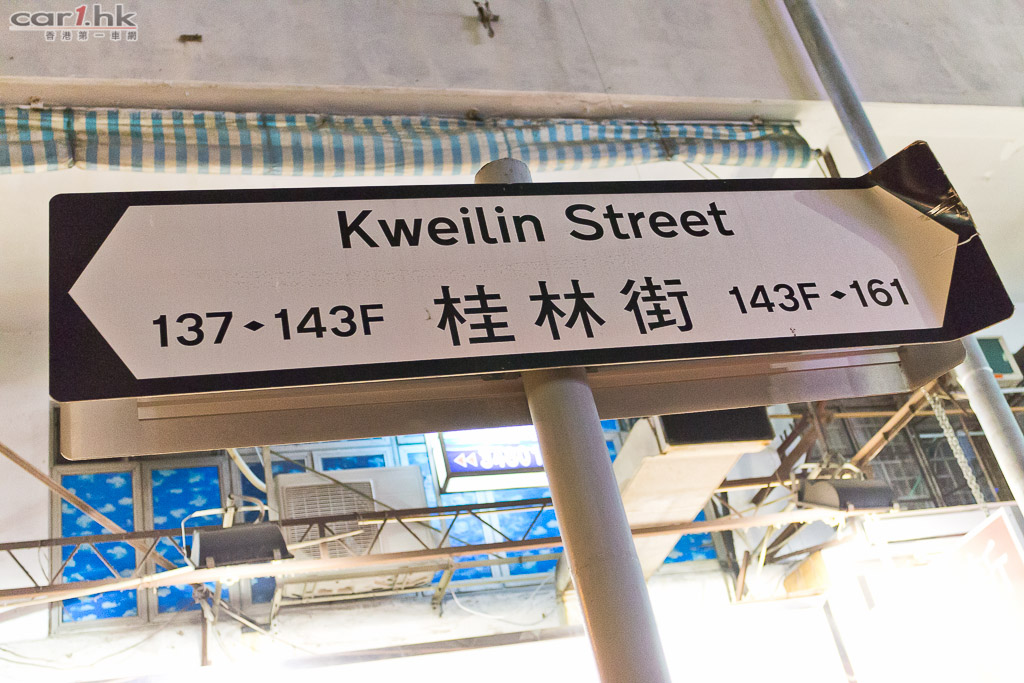 car1.hk
香港第一車網
Kweilin Street
137◆143F 桂林街 143F◆161